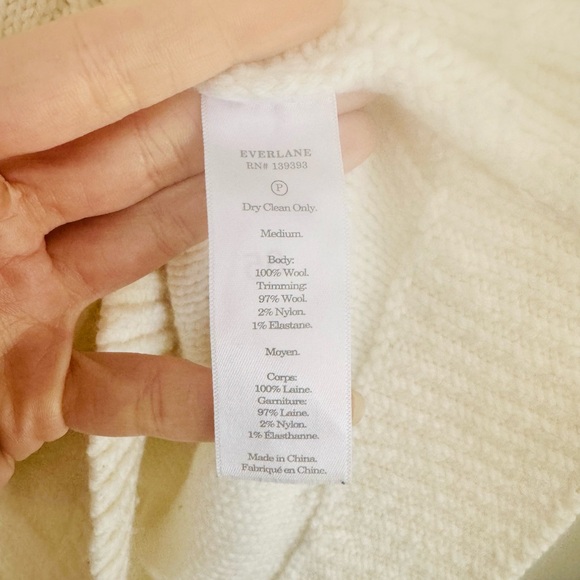 EVERLANE
RN# 139393
P
Dry Clean Only.
Medium.
Body:
100% Wool.
Trimming:
97% Wool.
2% Nylon.
1% Elastane.
Moyen.
Corps:
100% Laine.
Garniture:
97% Laine.
2% Nylon.
1% Élasthanne.
Made in China.
Fabriqué en Chine.